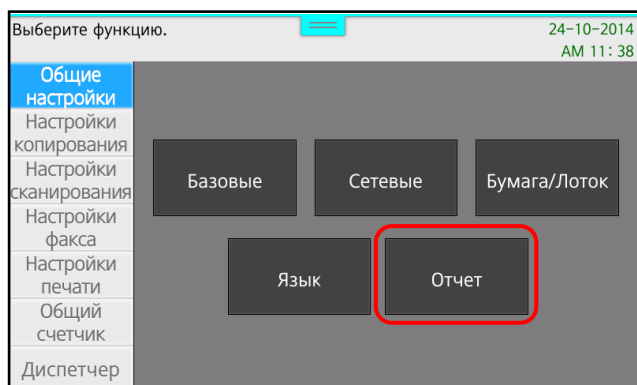 Выберите функцию.
24-10-2014
AM 11:38
Общие
настройки
Настройки
копирования
Настройки
сканирования
Настройки
факса
Настройки
печати
Общий
счетчик
Диспетчер
Базовые
Сетевые
Бумага/Лоток
Язык
Отчет